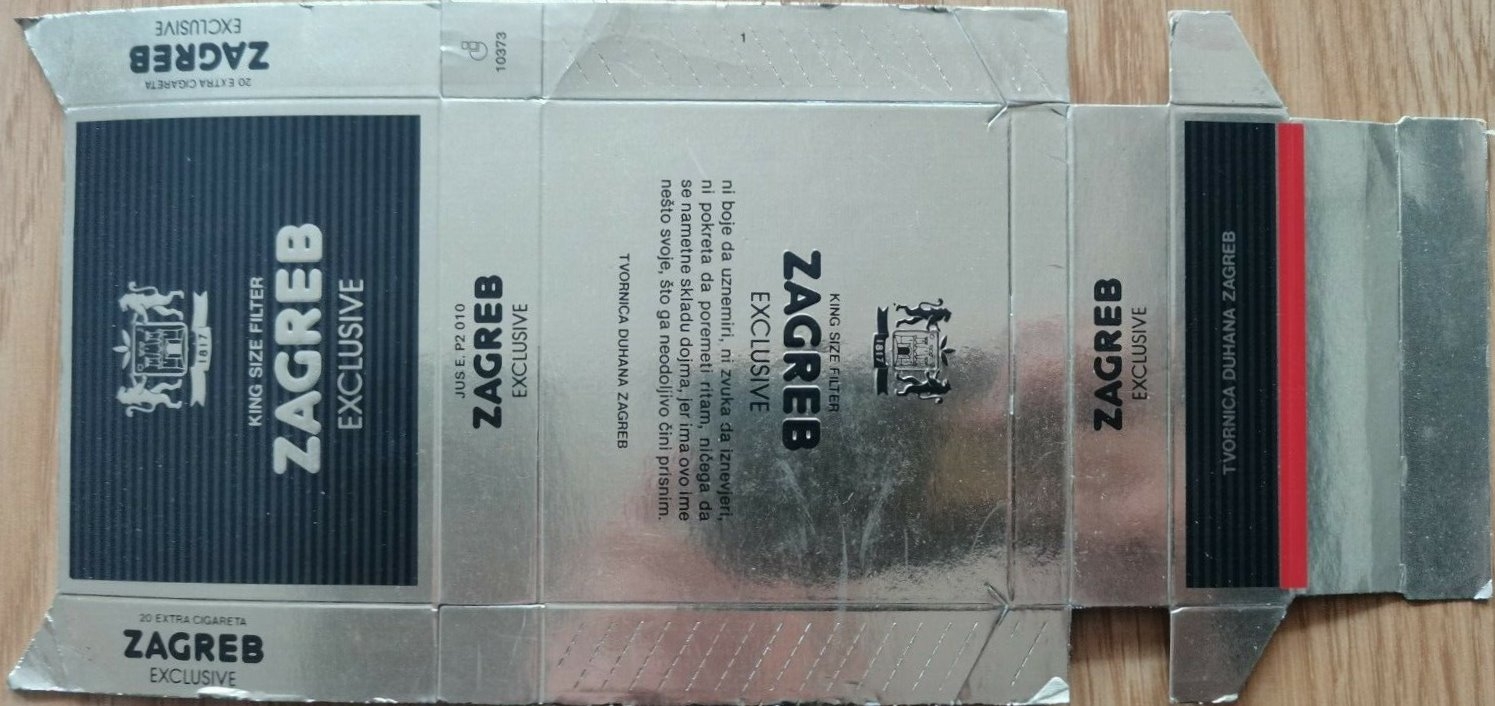 20 EXTRA CIGARETA
ZAGREB
EXCLUSIVE
1817
KING SIZE FILTER
ZAGREB
EXCLUSIVE
20 EXTRA CIGARETA
ZAGREB
EXCLUSIVE
10373
JUS E.P2 010
ZAGREB
EXCLUSIVE
1
1817
KING SIZE FILTER
ZAGREB
EXCLUSIVE
ni boje da uznemiri, ni zvuka da iznevjeri,
ni pokreta da poremeti ritam, ničega da
se nametne skladu dojma, jer ima ovo ime
nešto svoje, što ga neodoljivo čini prisnim.
TVORNICA DUHANA ZAGREB
ZAGREB
EXCLUSIVE
TVORNICA DUHANA ZAGREB